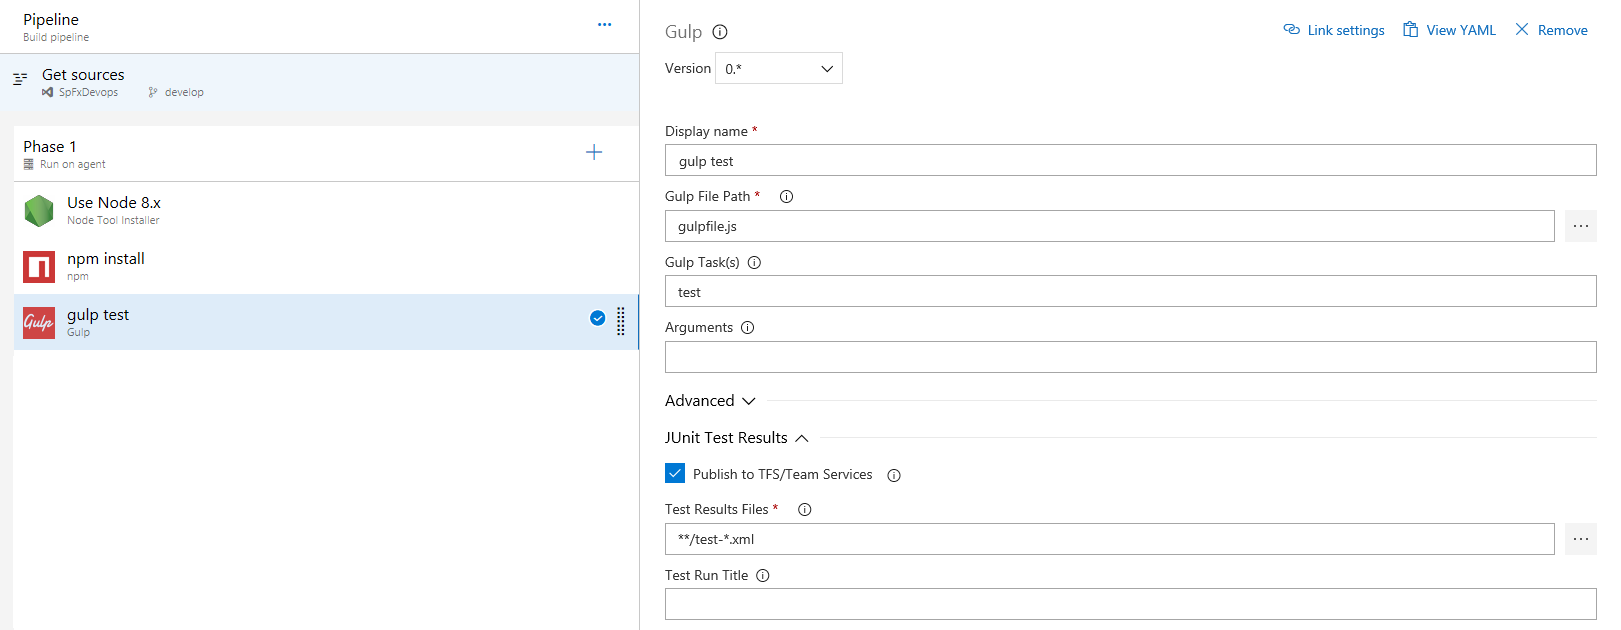 Pipeline
Build pipeline
Get sources
SpFxDevops develop
Phase 1
Run on agent
Use Node 8.x
Node Tool Installer
npm install
npm
Gulp
gulp test
Gulp
Gulp
Link settings View YAML Remove
Version 0.*
Display name *
gulp test
Gulp File Path *
gulpfile.js
Gulp Task(s)
test
Arguments
Advanced
JUnit Test Results
Publish to TFS/Team Services
Test Results Files *
**/test-*.xml
Test Run Title